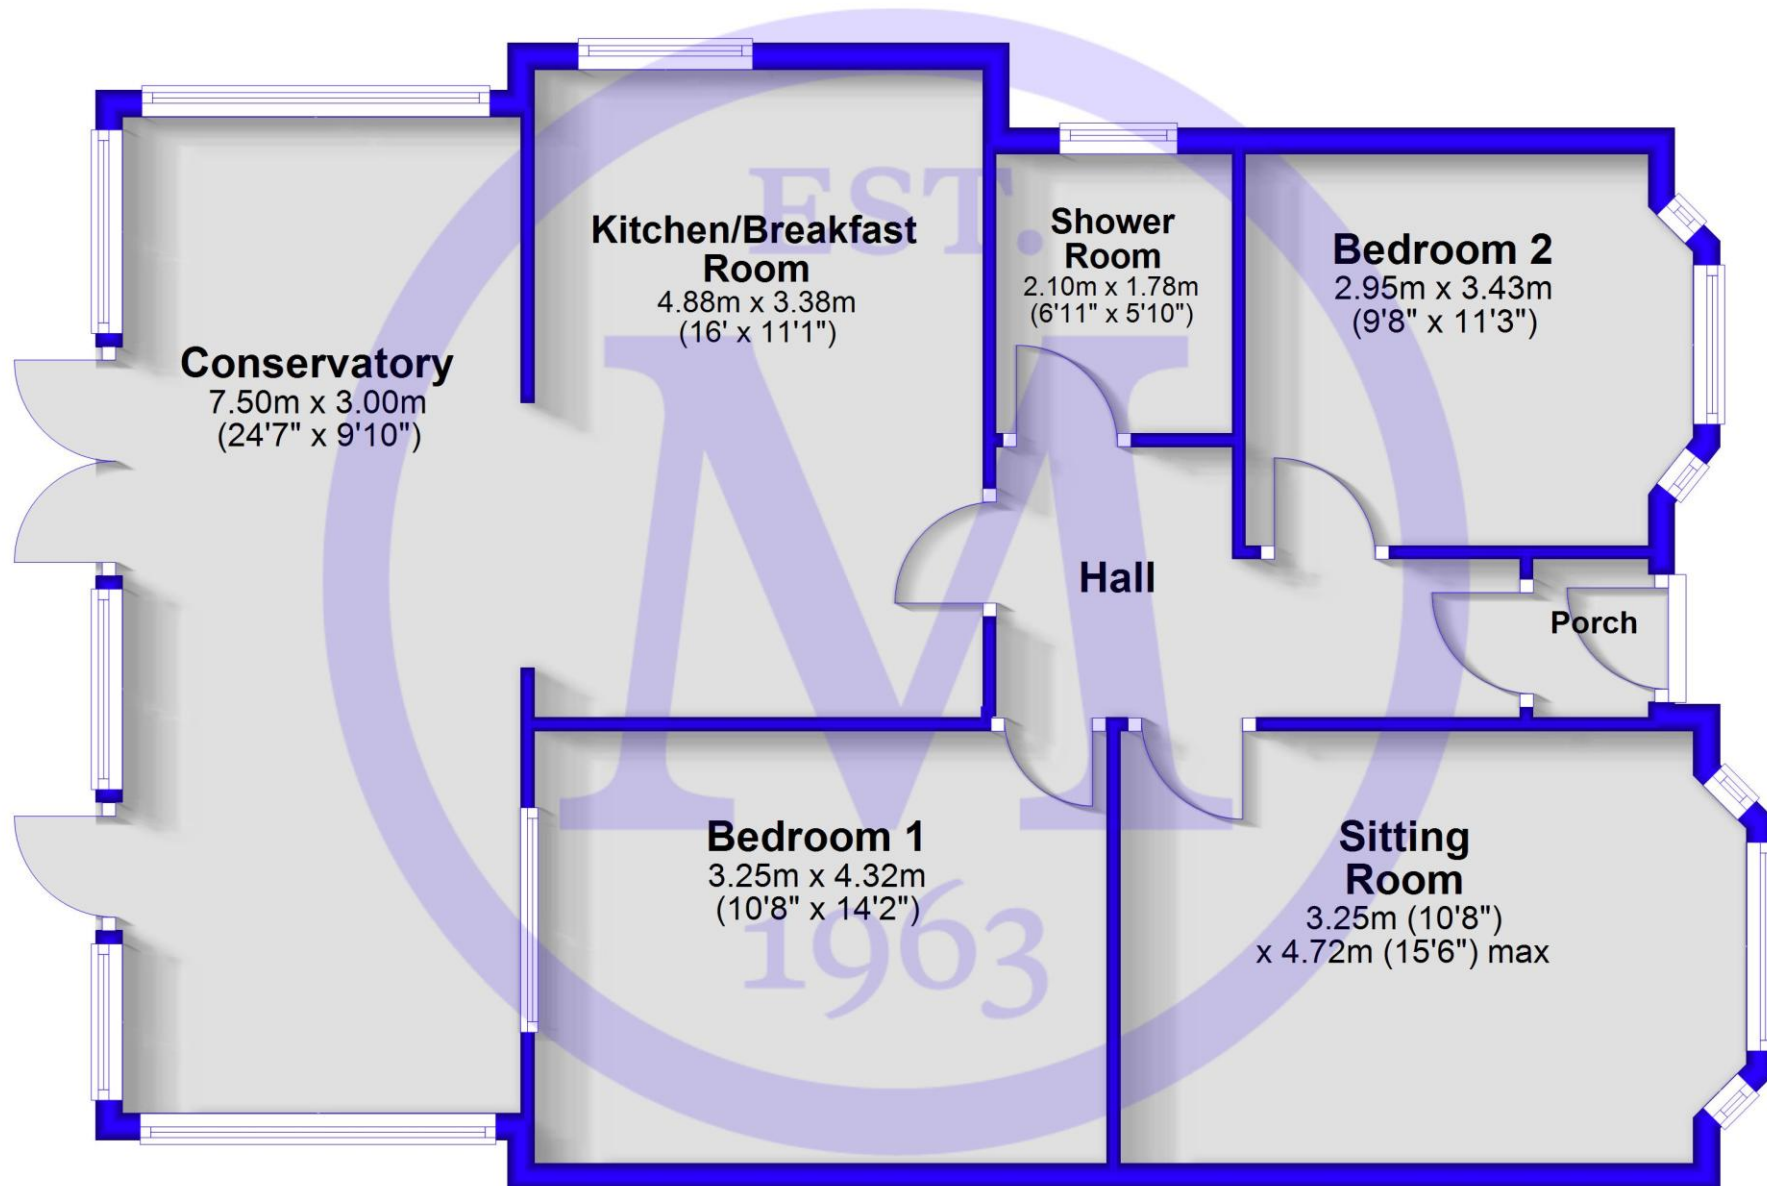 Kitchen/Breakfast
Room
4.88m x 3.38m
(16' x 11'1")
Shower
Room
2.10m x 1.78m
(6'11" x 5'10")
Bedroom 2
2.95m x 3.43m
(9'8" x 11'3")
Conservatory
7.50m x 3.00m
(24'7" x 9'10")
Hall
Porch
Bedroom 1
3.25m x 4.32m
(10'8" x 14'2")
Sitting
Room
3.25m (10'8")
x 4.72m (15'6") max
EST.
M
1963